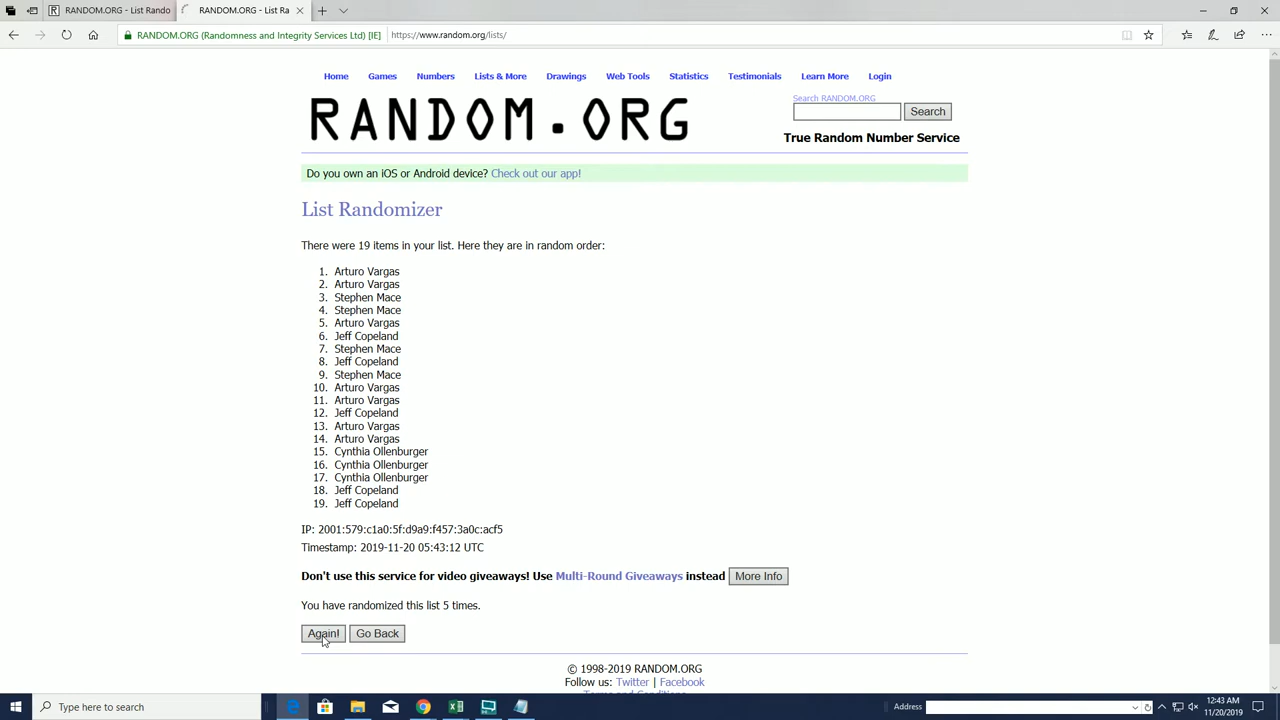 RANDOM.ORG - List Rando
RANDOM.ORG - List Ra
RANDOM.ORG (Randomness and Integrity Services Ltd) [IE]
https://www.random.org/lists/
Home Games Numbers Lists & More Drawings Web Tools Statistics Testimonials Learn More Login
RANDOM.ORG
Search RANDOM.ORG
Search
True Random Number Service
Do you own an iOS or Android device? Check out our app!
List Randomizer
There were 19 items in your list. Here they are in random order:
1. Arturo Vargas
2. Arturo Vargas
3. Stephen Mace
4. Stephen Mace
5. Arturo Vargas
6. Jeff Copeland
7. Stephen Mace
8. Jeff Copeland
9. Stephen Mace
10. Arturo Vargas
11. Arturo Vargas
12. Jeff Copeland
13. Arturo Vargas
14. Arturo Vargas
15. Cynthia Ollenburger
16. Cynthia Ollenburger
17. Cynthia Ollenburger
18. Jeff Copeland
19. Jeff Copeland
IP: 2001:579:c1a0:5f:d9a9:f457:3a0c:acf5
Timestamp: 2019-11-20 05:43:12 UTC
Don't use this service for video giveaways! Use Multi-Round Giveaways instead More Info
You have randomized this list 5 times.
Again! Go Back
© 1998-2019 RANDOM.ORG
Follow us: Twitter | Facebook
Terms and Conditions
Type here to search
Address
12:43 AM
11/20/2019